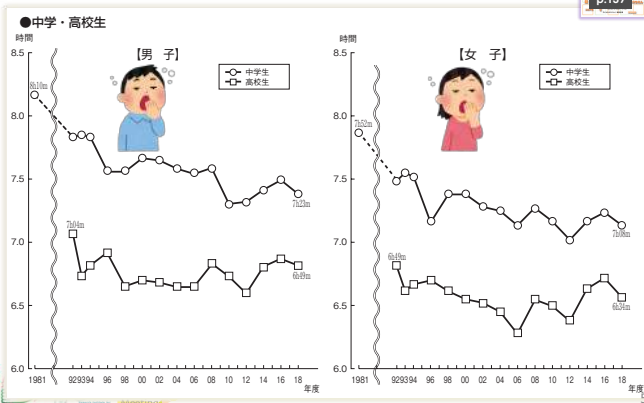 p.137
●中学・高校生
時間
8.5
8.0
7.5
7.0
6.5
6.0
【男 子】
中学生
高校生
8h10m
7h23m
7h04m
6h49m
1981 92 93 94 96 98 00 02 04 06 08 10 12 14 16 18
年度
時間
8.5
8.0
7.5
7.0
6.5
6.0
【女 子】
中学生
高校生
7h52m
7h08m
6h49m
6h34m
1981 92 93 94 96 98 00 02 04 06 08 10 12 14 16 18
年度